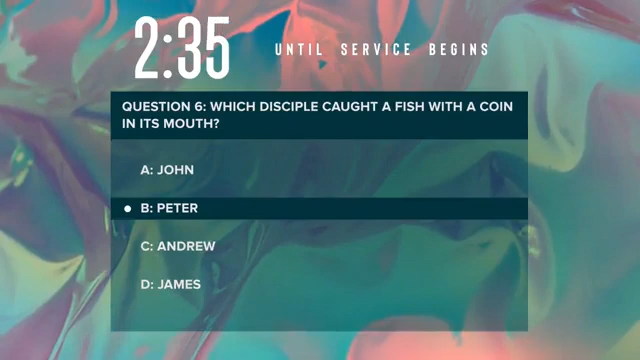 2:35 UNTIL SERVICE BEGINS
QUESTION 6: WHICH DISCIPLE CAUGHT A FISH WITH A COIN
IN ITS MOUTH?
A: JOHN
B: PETER
C: ANDREW
D: JAMES